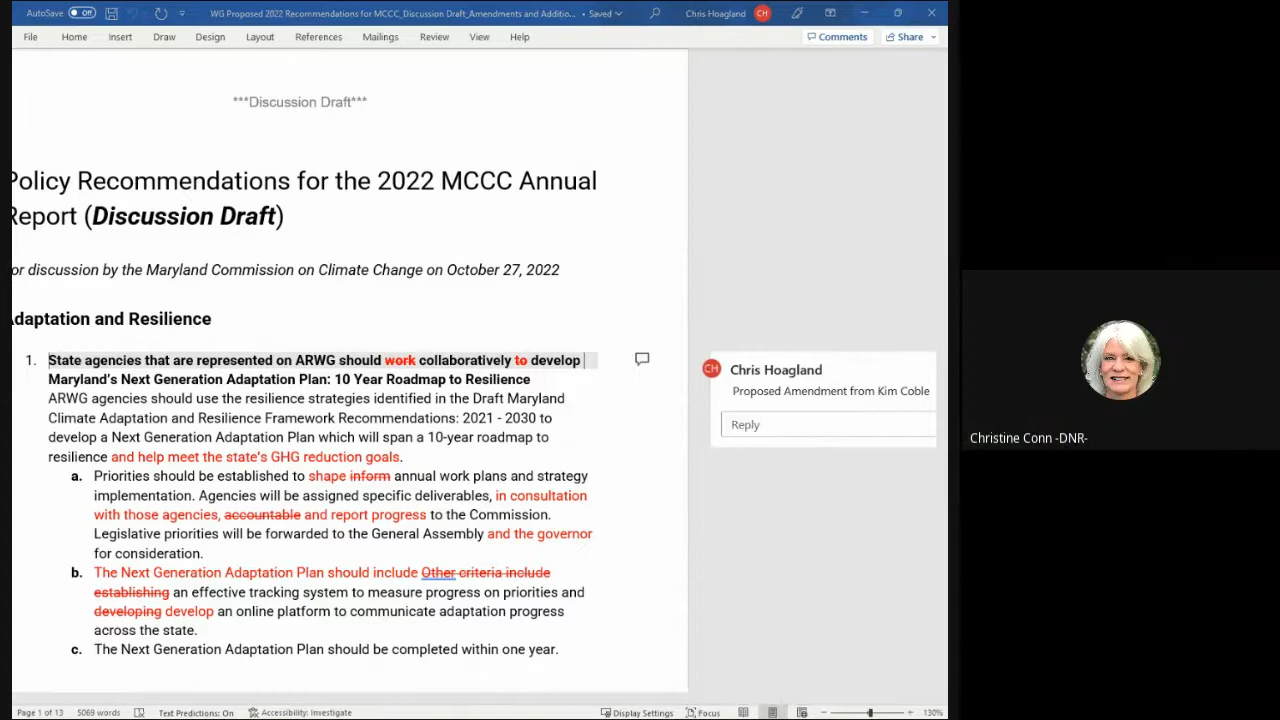 AutoSave Off WG Proposed 2022 Recommendations for MCCC_Discussion Draft_Amendments and Additio... • Saved Chris Hoagland CH
File Home Insert Draw Design Layout References Mailings Review View Help Comments Share
***Discussion Draft***
Policy Recommendations for the 2022 MCCC Annual
Report (Discussion Draft)
or discussion by the Maryland Commission on Climate Change on October 27, 2022
daptation and Resilience
1. State agencies that are represented on ARWG should work collaboratively to develop
Maryland's Next Generation Adaptation Plan: 10 Year Roadmap to Resilience
ARWG agencies should use the resilience strategies identified in the Draft Maryland
Climate Adaptation and Resilience Framework Recommendations: 2021 - 2030 to
develop a Next Generation Adaptation Plan which will span a 10-year roadmap to
resilience and help meet the state's GHG reduction goals.
a. Priorities should be established to shape inform annual work plans and strategy
implementation. Agencies will be assigned specific deliverables, in consultation
with those agencies, accountable and report progress to the Commission.
Legislative priorities will be forwarded to the General Assembly and the governor
for consideration.
b. The Next Generation Adaptation Plan should include Other criteria include
establishing an effective tracking system to measure progress on priorities and
developing develop an online platform to communicate adaptation progress
across the state.
c. The Next Generation Adaptation Plan should be completed within one year.
CH Chris Hoagland
Proposed Amendment from Kim Coble
Reply
Christine Conn -DNR-
Page 1 of 13 5069 words Text Predictions: On Accessibility: Investigate Display Settings Focus 130%